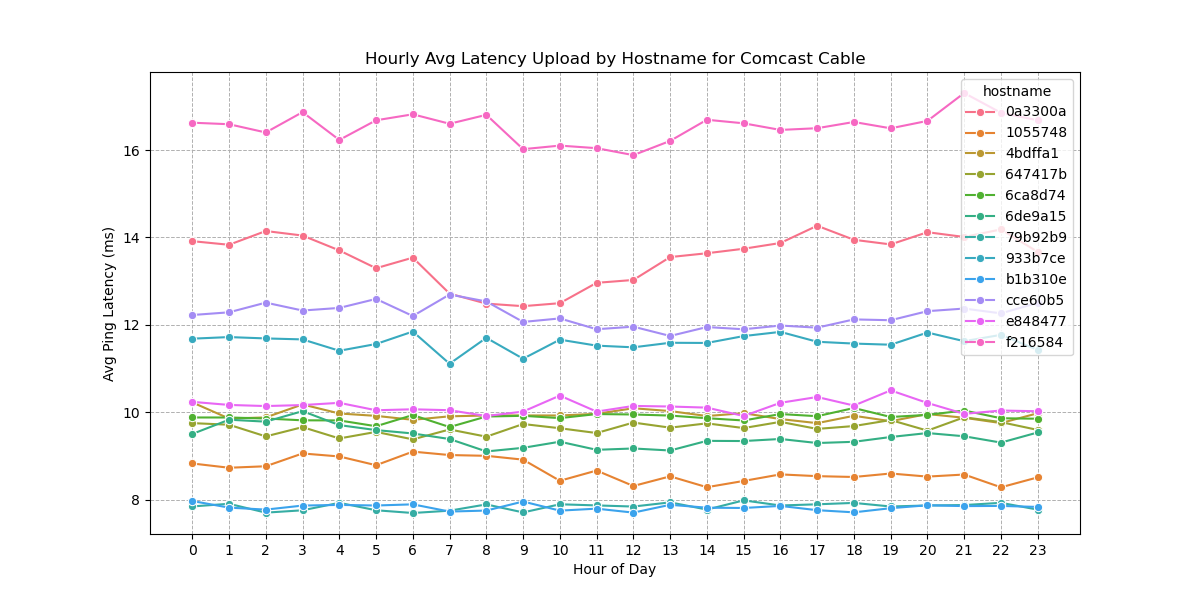 Hourly Avg Latency Upload by Hostname for Comcast Cable
Avg Ping Latency (ms)
16
14
12
10
8
hostname
0a3300a
1055748
4bdffa1
647417b
6ca8d74
6de9a15
79b92b9
933b7ce
b1b310e
cce60b5
e848477
f216584
0 1 2 3 4 5 6 7 8 9 10 11 12 13 14 15 16 17 18 19 20 21 22 23
Hour of Day